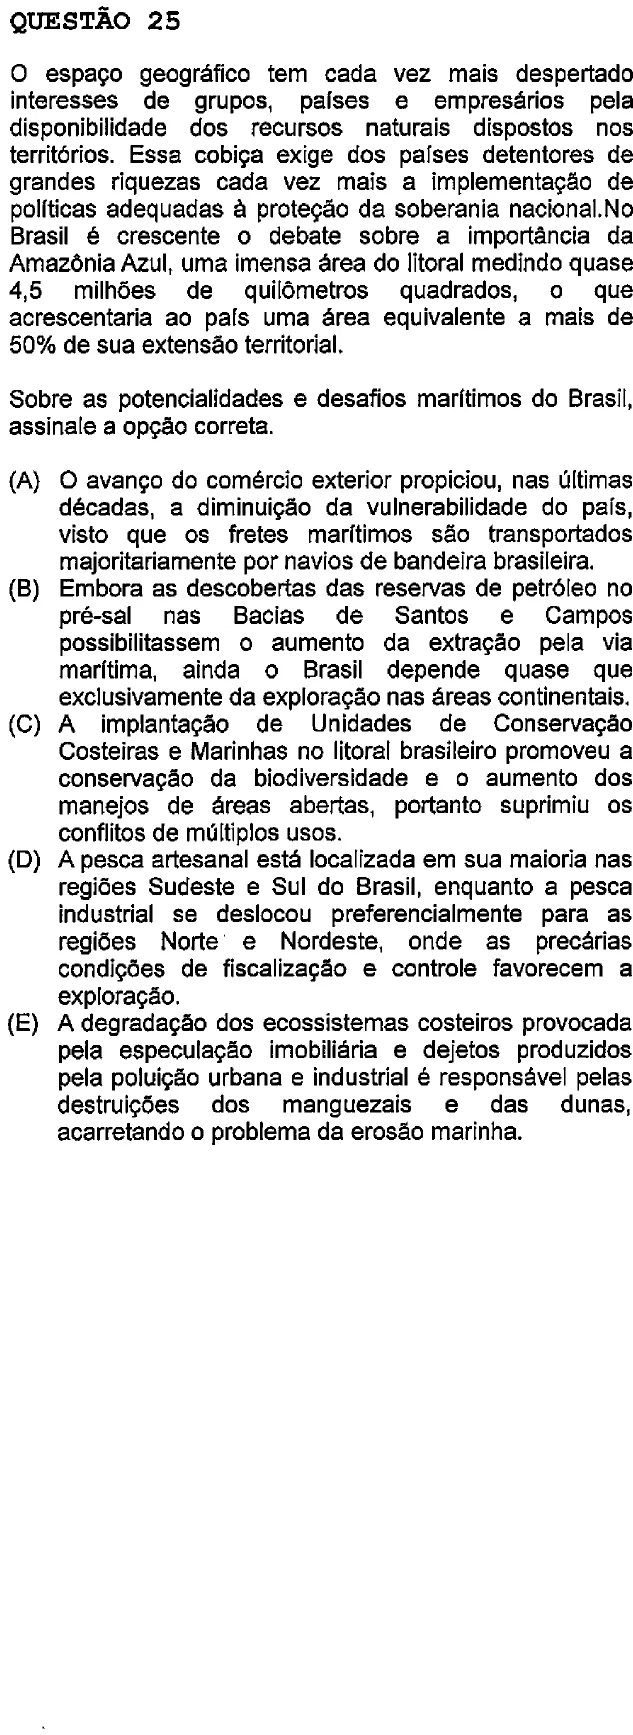 QUESTÃO 25
O espaço geográfico tem cada vez mais despertado
interesses de grupos, países e empresários pela
disponibilidade dos recursos naturais dispostos nos
territórios. Essa cobiça exige dos países detentores de
grandes riquezas cada vez mais a implementação de
políticas adequadas à proteção da soberania nacional.No
Brasil é crescente o debate sobre a importância da
Amazônia Azul, uma imensa área do litoral medindo quase
4,5 milhões de quilômetros quadrados, o que
acrescentaria ao país uma área equivalente a mais de
50% de sua extensão territorial.
Sobre as potencialidades e desafios marítimos do Brasil,
assinale a opção correta.
(A) O avanço do comércio exterior propiciou, nas últimas
décadas, a diminuição da vulnerabilidade do país,
visto que os fretes marítimos são transportados
majoritariamente por navios de bandeira brasileira.
(B) Embora as descobertas das reservas de petróleo no
pré-sal nas Bacias de Santos e Campos
possibilitassem o aumento da extração pela via
marítima, ainda o Brasil depende quase que
exclusivamente da exploração nas áreas continentais.
(C) A implantação de Unidades de Conservação
Costeiras e Marinhas no litoral brasileiro promoveu a
conservação da biodiversidade e o aumento dos
manejos de áreas abertas, portanto suprimiu os
conflitos de múltiplos usos.
(D) A pesca artesanal está localizada em sua maioria nas
regiões Sudeste e Sul do Brasil, enquanto a pesca
industrial se deslocou preferencialmente para as
regiões Norte e Nordeste, onde as precárias
condições de fiscalização e controle favorecem a
exploração.
(E) A degradação dos ecossistemas costeiros provocada
pela especulação imobiliária e dejetos produzidos
pela poluição urbana e industrial é responsável pelas
destruições dos manguezais e das dunas,
acarretando o problema da erosão marinha.